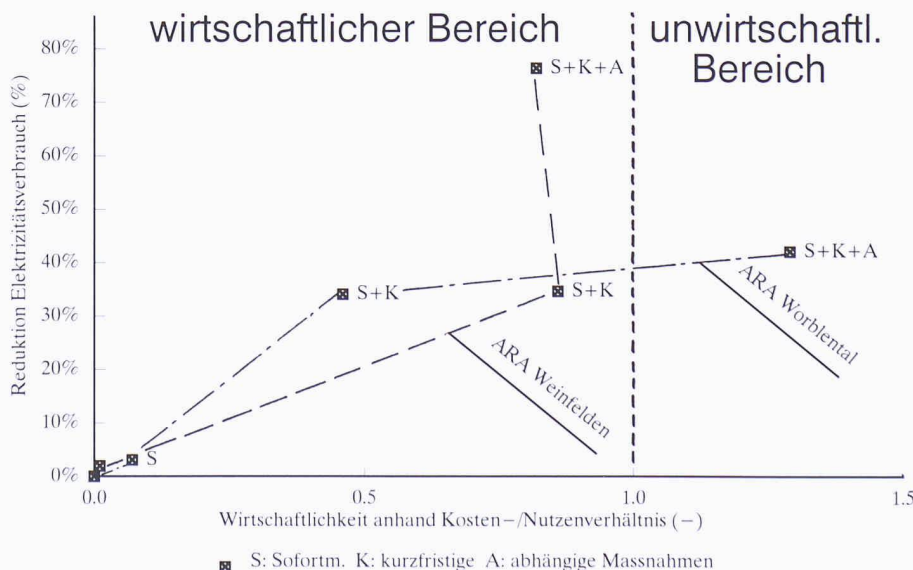 wirtschaftlicher Bereich
unwirtschaftl.
Bereich
Reduktion Elektrizitätsverbrauch (%)
80%
70%
60%
50%
40%
30%
20%
10%
0%
S+K+A
S+K+A
S+K
S+K
S
ARA Weinfelden
ARA Worblental
0.0
0.5
1.0
1.5
Wirtschaftlichkeit anhand Kosten-/Nutzenverhältnis (-)
S: Sofortm. K: kurzfristige A: abhängige Massnahmen